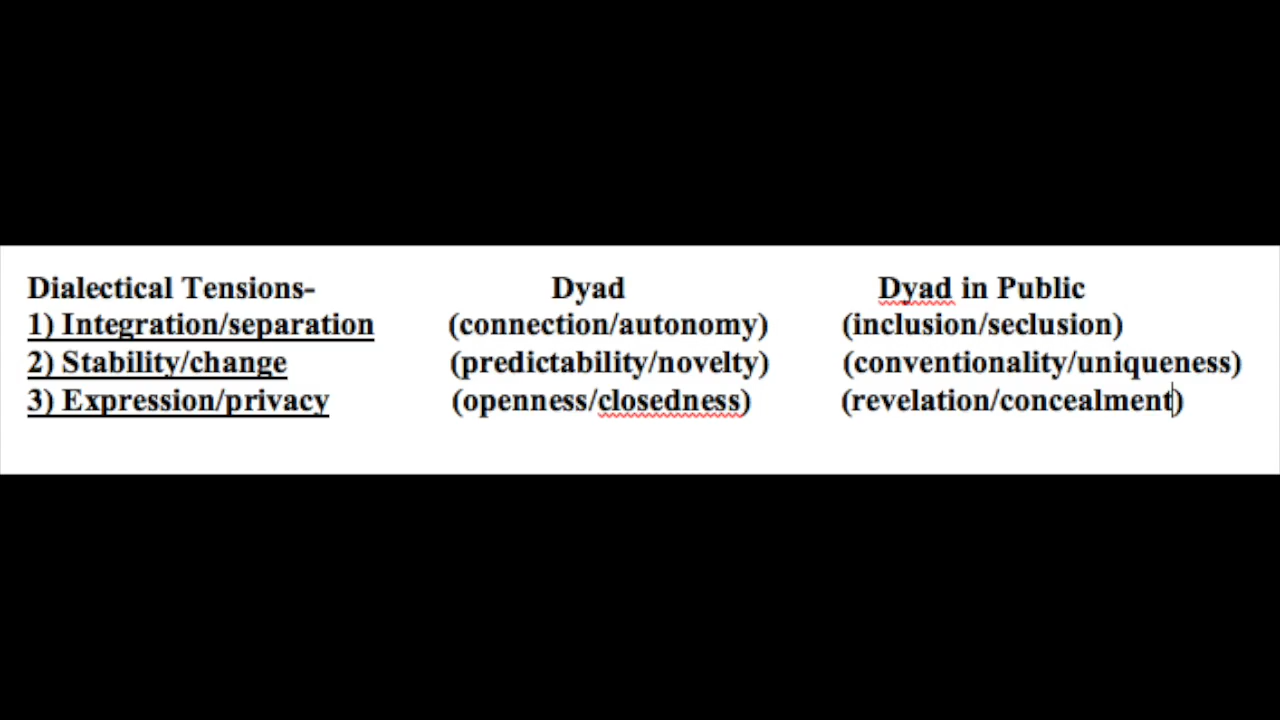 Dialectical Tensions- Dyad Dyad in Public
1) Integration/separation (connection/autonomy) (inclusion/seclusion)
2) Stability/change (predictability/novelty) (conventionality/uniqueness)
3) Expression/privacy (openness/closedness) (revelation/concealment)